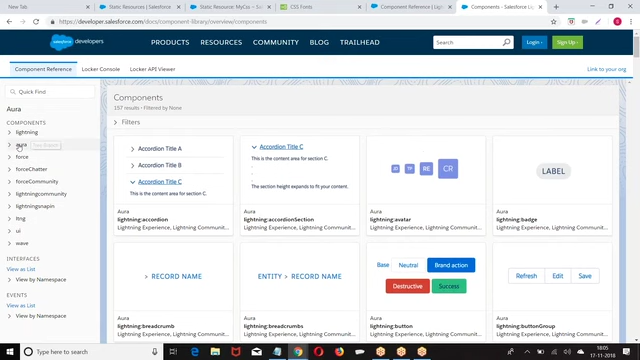 New Tab
Static Resources | Salesforce
Static Resource: MyCss ~ S
CSS Fonts
Component Reference | L
Components - Salesforce Li
https://developer.salesforce.com/docs/component-library/overview/components
salesforce developers
PRODUCTS
RESOURCES
COMMUNITY
BLOG
TRAILHEAD
Search
Login ›
Sign Up ›
Component Reference
Locker Console
Locker API Viewer
Link to your org
Quick Find
Aura
COMPONENTS
lightning
aura
force
forceChatter
forceCommunity
lightningcommunity
lightningsnapin
ltng
ui
wave
INTERFACES
View as List
View by Namespace
EVENTS
View as List
View by Namespace
Components
157 results - Filtered by None
Filters
Accordion Title A
Accordion Title B
Accordion Title C
This is the content area for section C.
Aura
lightning:accordion
Lightning Experience, Lightning Communit...
Accordion Title C
This is the content area for section C.
.
.
The section height expands to fit your content.
Aura
lightning:accordionSection
Lightning Experience, Lightning Communit...
RE
CR
Aura
lightning:avatar
Lightning Experience, Lightning Communit...
LABEL
Aura
lightning:badge
Lightning Experience, Lightning Communit...
> RECORD NAME
Aura
lightning:breadcrumb
Lightning Experience, Lightning Communit...
ENTITY > RECORD NAME
Aura
lightning:breadcrumbs
Lightning Experience, Lightning Communit...
Base
Neutral
Brand action
Destructive
Success
Aura
lightning:button
Lightning Experience, Lightning Communit...
Refresh
Edit
Save
Aura
lightning:buttonGroup
Lightning Experience, Lightning Communit...
Type here to search
18:05
17-11-2018